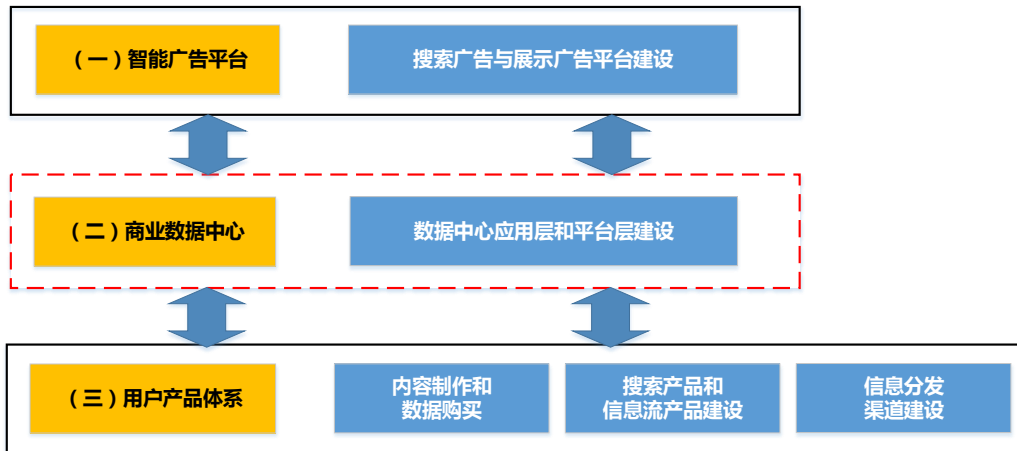 （一）智能广告平台
搜索广告与展示广告平台建设
（二）商业数据中心
数据中心应用层和平台层建设
（三）用户产品体系
内容制作和
数据购买
搜索产品和
信息流产品建设
信息分发
渠道建设